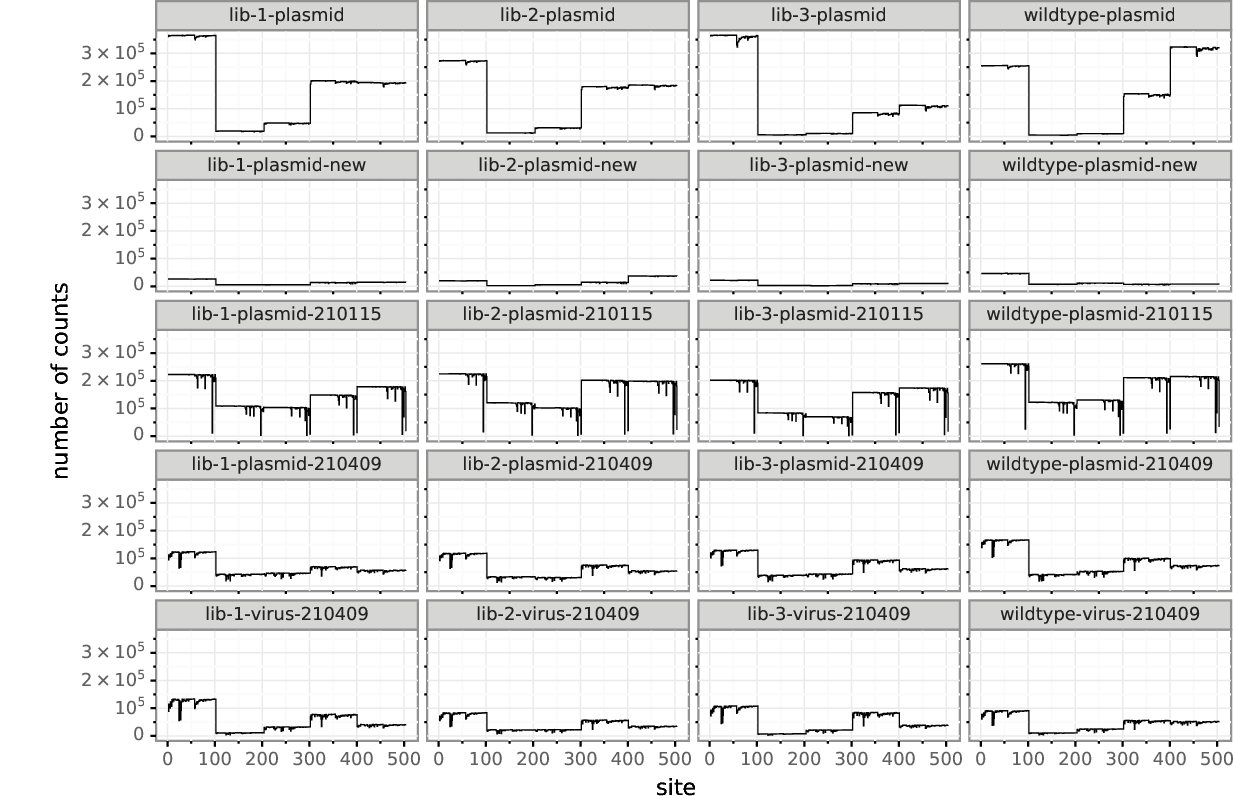 lib-1-plasmid lib-2-plasmid lib-3-plasmid wildtype-plasmid
3 × 10⁵
2 × 10⁵
10⁵
0
lib-1-plasmid-new lib-2-plasmid-new lib-3-plasmid-new wildtype-plasmid-new
3 × 10⁵
2 × 10⁵
10⁵
0
number of counts
lib-1-plasmid-210115 lib-2-plasmid-210115 lib-3-plasmid-210115 wildtype-plasmid-210115
3 × 10⁵
2 × 10⁵
10⁵
0
lib-1-plasmid-210409 lib-2-plasmid-210409 lib-3-plasmid-210409 wildtype-plasmid-210409
3 × 10⁵
2 × 10⁵
10⁵
0
lib-1-virus-210409 lib-2-virus-210409 lib-3-virus-210409 wildtype-virus-210409
3 × 10⁵
2 × 10⁵
10⁵
0
0 100 200 300 400 500 0 100 200 300 400 500 0 100 200 300 400 500 0 100 200 300 400 500
site